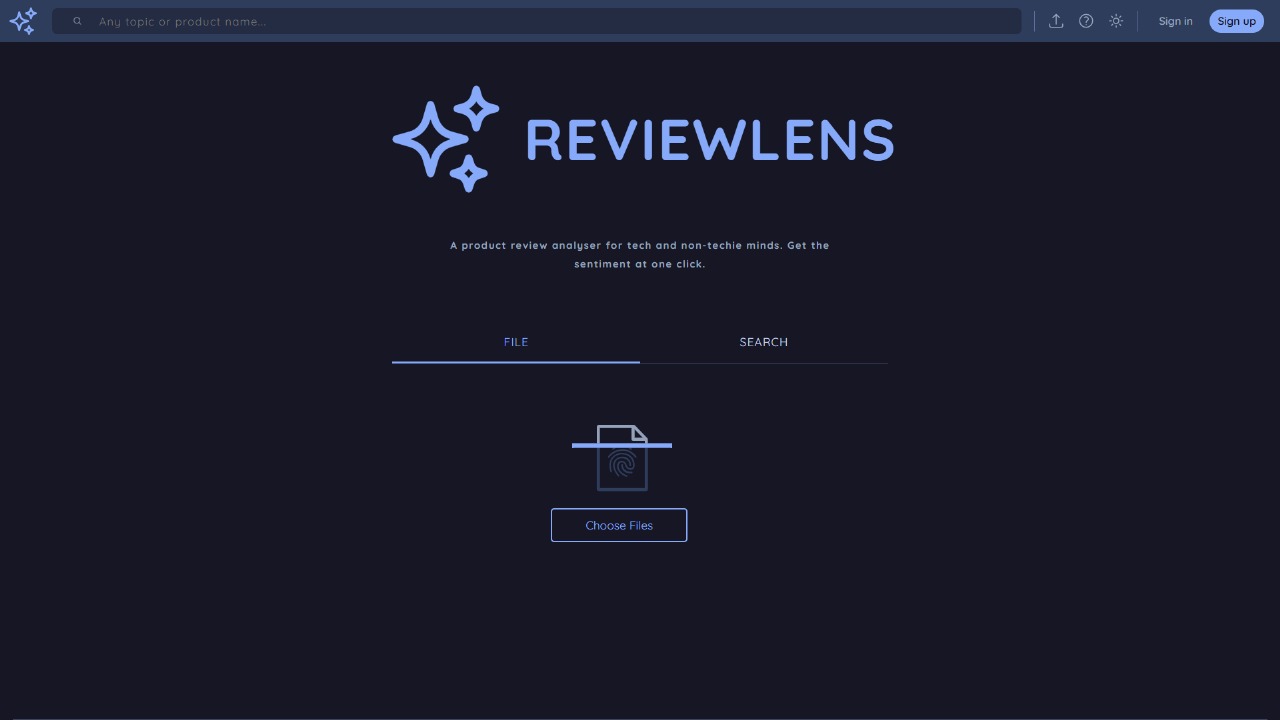 Any topic or product name...
Sign in
Sign up
REVIEWLENS
A product review analyser for tech and non-techie minds. Get the
sentiment at one click.
FILE
SEARCH
Choose Files